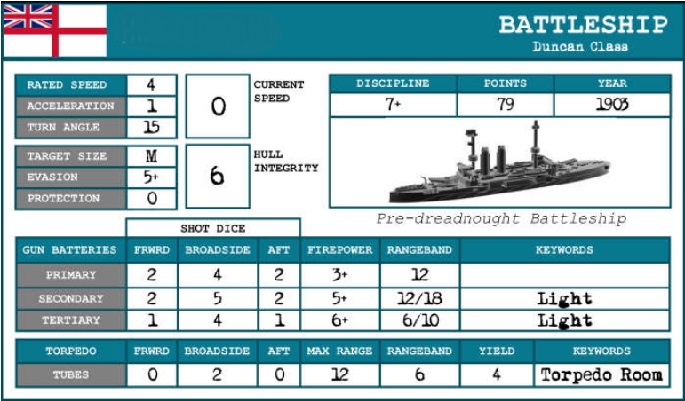 BATTLESHIP
Duncan Class
RATED SPEED 4
ACCELERATION 1
TURN ANGLE 15
0 CURRENT SPEED
TARGET SIZE M
EVASION 5+
PROTECTION 0
6 HULL INTEGRITY
DISCIPLINE POINTS YEAR
7+ 79 1903
Pre-dreadnought Battleship
SHOT DICE
GUN BATTERIES FRWRD BROADSIDE AFT FIREPOWER RANGEBAND KEYWORDS
PRIMARY 2 4 2 3+ 12
SECONDARY 2 5 2 5+ 12/18 Light
TERTIARY 1 4 1 6+ 6/10 Light
TORPEDO FRWRD BROADSIDE AFT MAX RANGE RANGEBAND YIELD KEYWORDS
TUBES 0 2 0 12 6 4 Torpedo Room